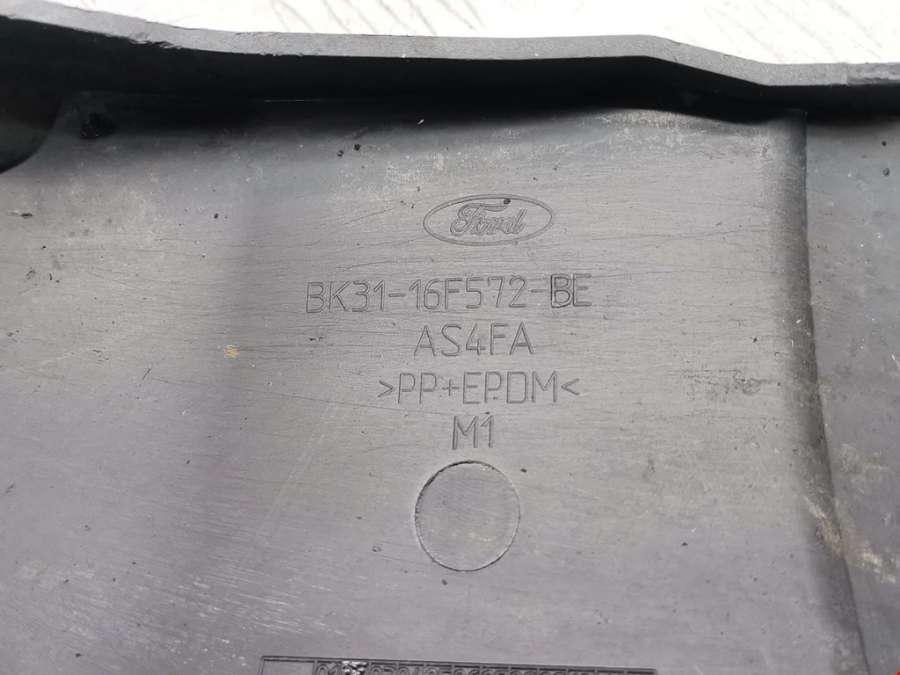 Ford
BK31-16F572-BE
AS4FA
>PP+EPDM<
M1